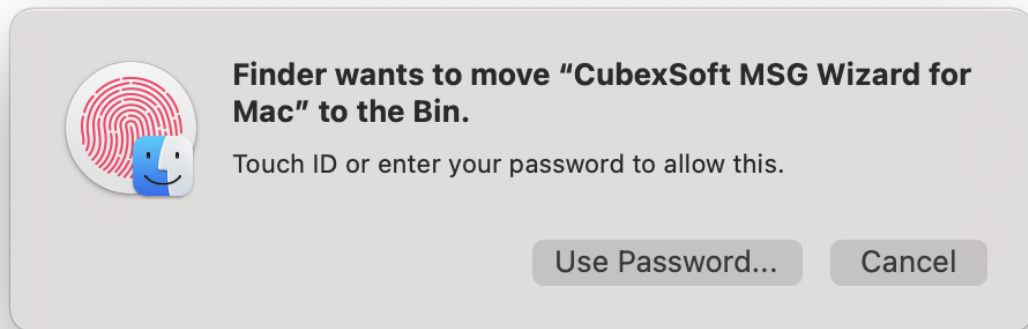 Finder wants to move “CubexSoft MSG Wizard for
Mac” to the Bin.
Touch ID or enter your password to allow this.
Use Password...
Cancel